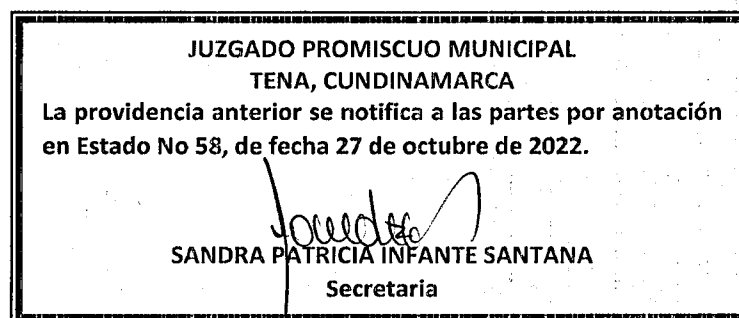 JUZGADO PROMISCUO MUNICIPAL
TENA, CUNDINAMARCA
La providencia anterior se notifica a las partes por anotación
en Estado No 58, de fecha 27 de octubre de 2022.
SANDRA PATRICIA INFANTE SANTANA
Secretaria